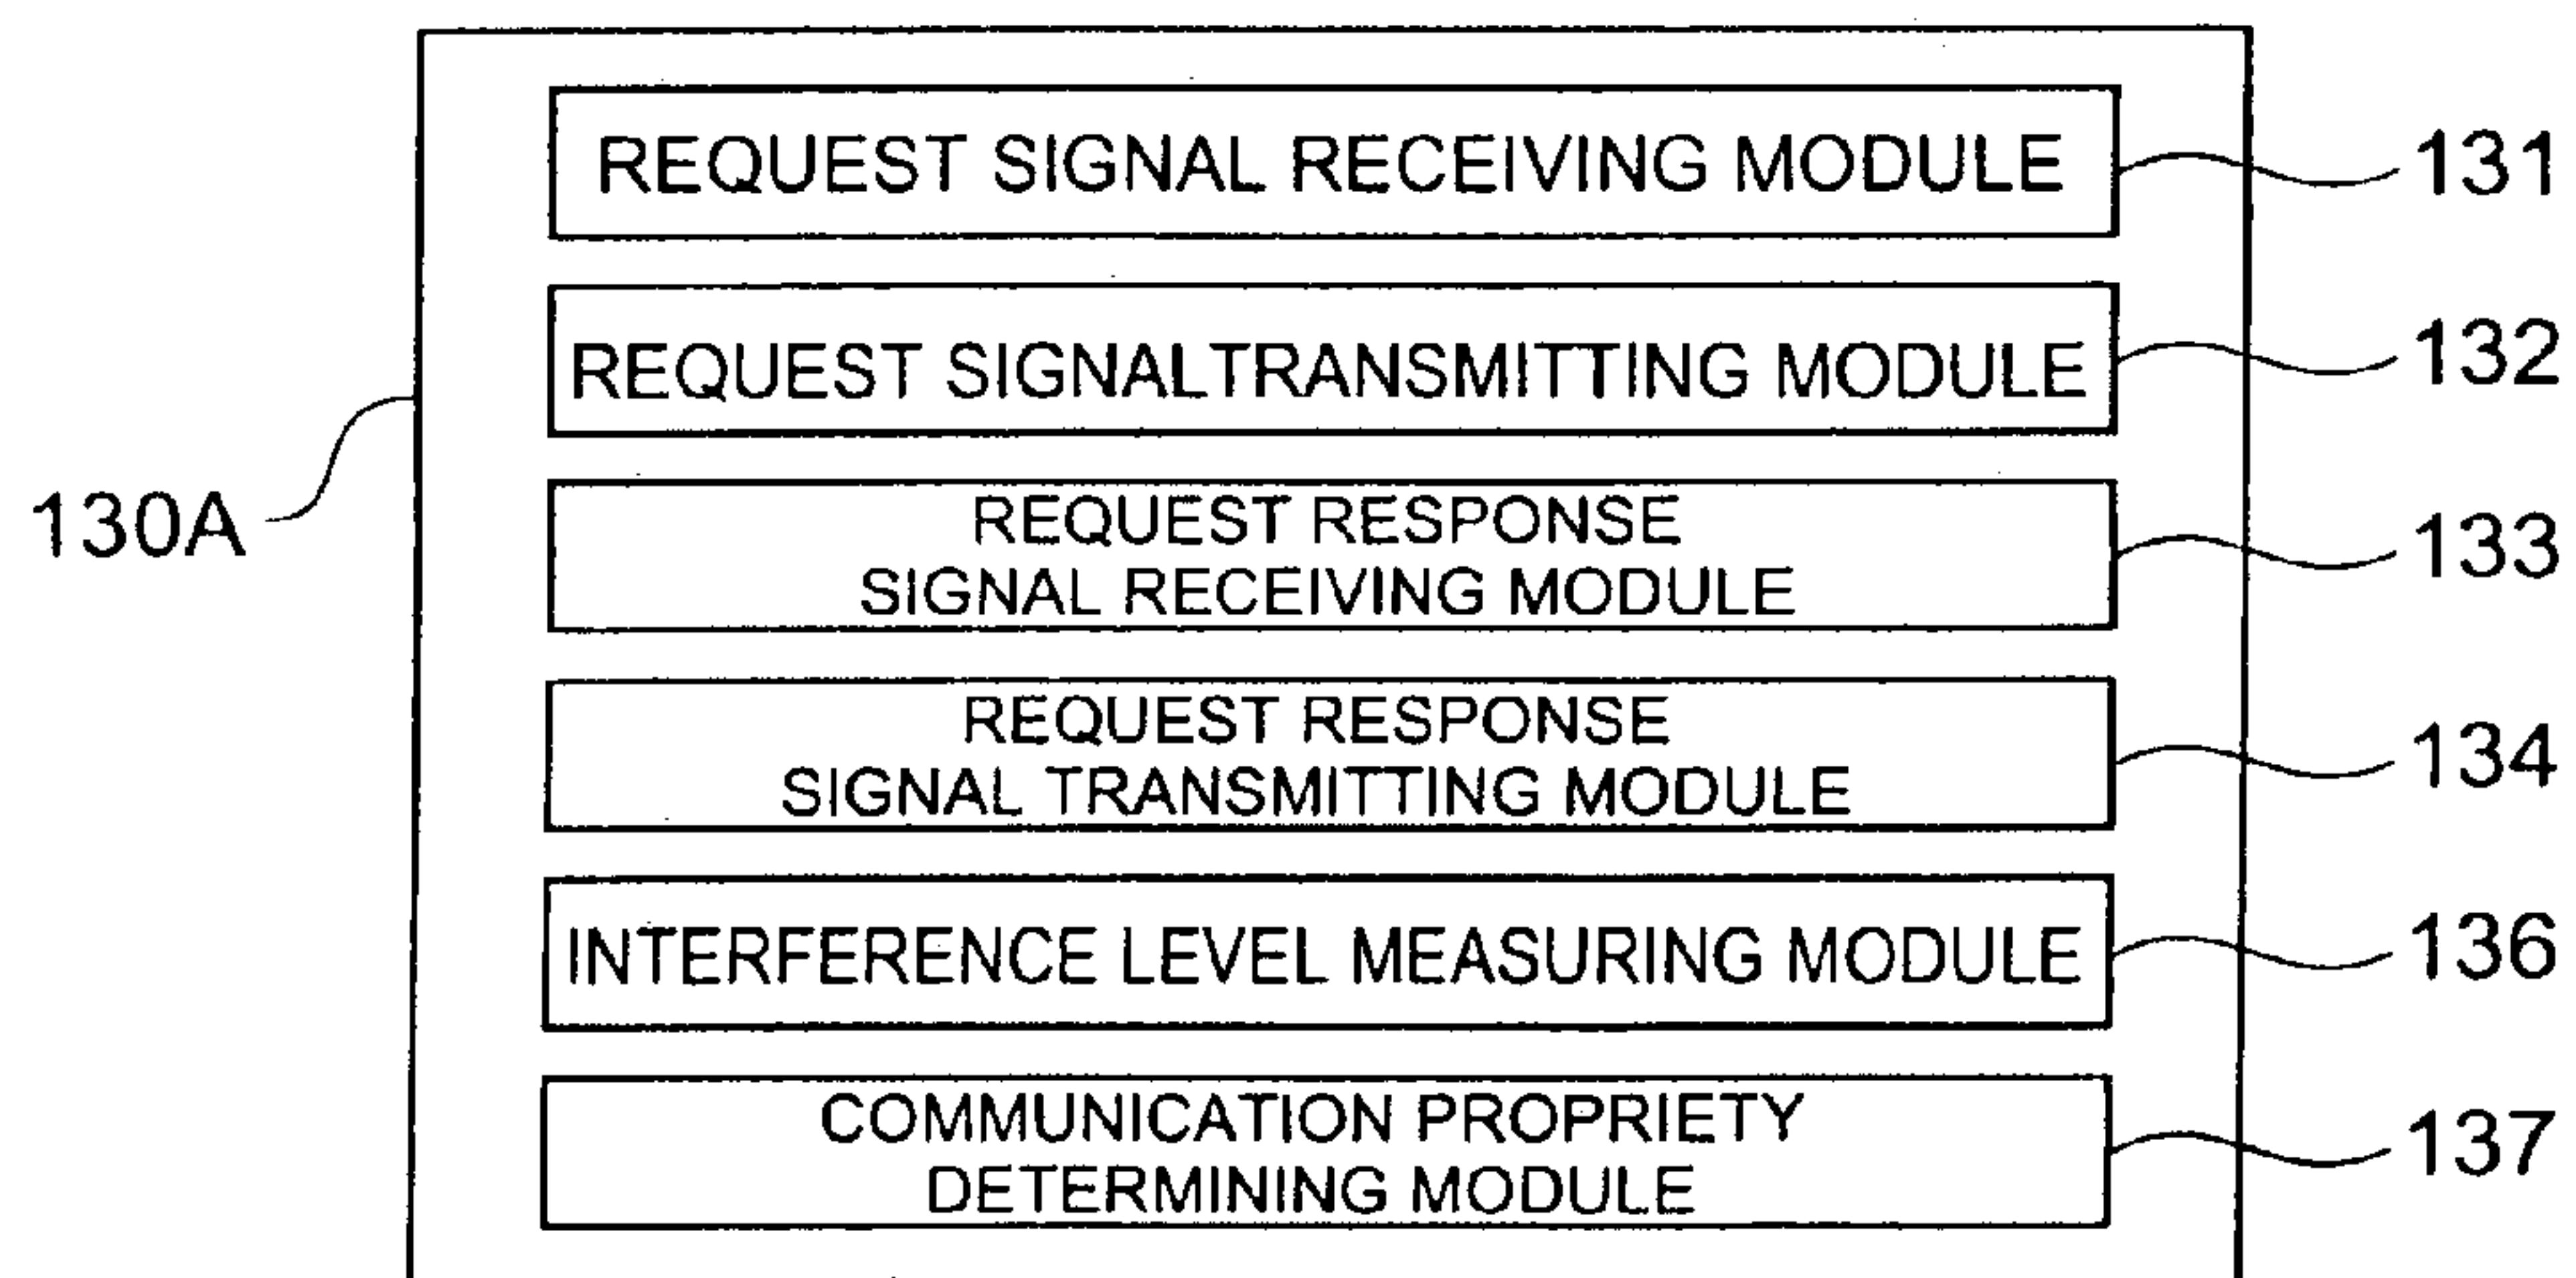 REQUEST SIGNAL RECEIVING MODULE
131
REQUEST SIGNALTRANSMITTING MODULE
132
130A
REQUEST RESPONSE
SIGNAL RECEIVING MODULE
133
REQUEST RESPONSE
SIGNAL TRANSMITTING MODULE
134
INTERFERENCE LEVEL MEASURING MODULE
136
COMMUNICATION PROPRIETY
DETERMINING MODULE
137